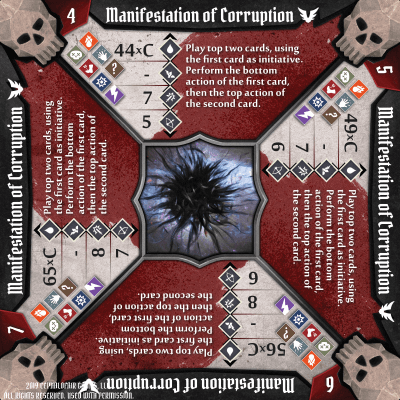 4
Manifestation of Corruption
44xC
-
7
5
Play top two cards, using
the first card as initiative.
Perform the bottom
action of the first card,
then the top action of
the second card.
5
Manifestation of Corruption
49xC
-
7
6
Play top two cards, using
the first card as initiative.
Perform the bottom
action of the first card,
then the top action of
the second card.
6
Manifestation of Corruption
56xC
-
8
6
Play top two cards, using
the first card as initiative.
Perform the bottom
action of the first card,
then the top action of
the second card.
7
Manifestation of Corruption
65xC
-
8
7
Play top two cards, using
the first card as initiative.
Perform the bottom
action of the first card,
then the top action of
the second card.
2019 CEPHALOFAIR
ALL RIGHTS RESERVED. USED WITH PERMISSION.